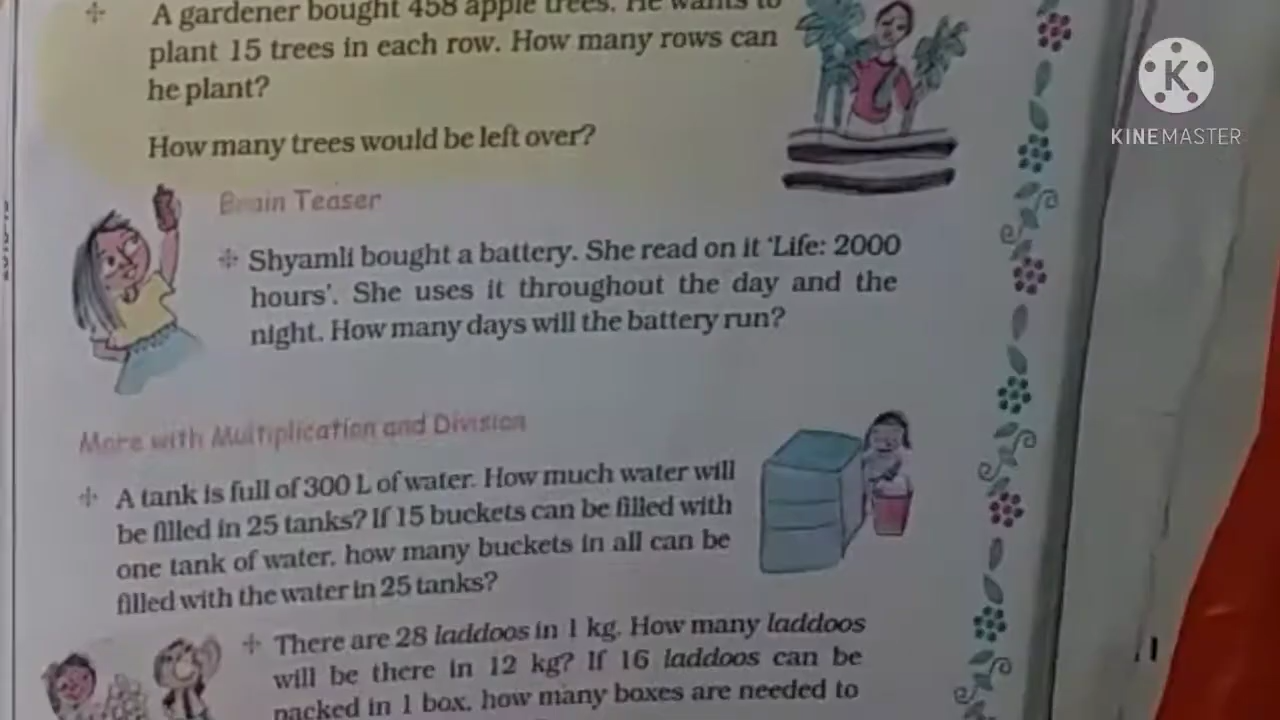 A gardener bought 458 apple trees. He wants to
plant 15 trees in each row. How many rows can
he plant?
How many trees would be left over?
KINEMASTER
Brain Teaser
Shyamli bought a battery. She read on it 'Life: 2000
hours'. She uses it throughout the day and the
night. How many days will the battery run?
More with Multiplication and Division
A tank is full of 300 L of water. How much water will
be filled in 25 tanks? If 15 buckets can be filled with
one tank of water, how many buckets in all can be
filled with the water in 25 tanks?
There are 28 laddoos in 1 kg. How many laddoos
will be there in 12 kg? If 16 laddoos can be
packed in 1 box, how many boxes are needed to